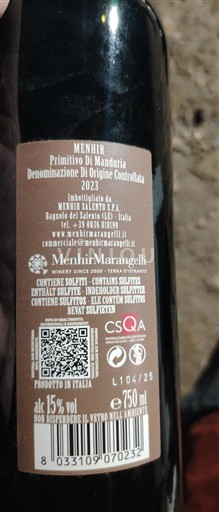 MENHIR
Primitivo Di Manduria
Denominazione Di Origine Controllata
2023
Imbottigliato da
MENHIR SALENTO S.P.A.
Bagnolo del Salento (LE) - Italia
tel. +39 0836 818199
www.menhirmarangelli.it
commerciale@menhirmarangelli.it
VINIOU
MenhirMarangelli
WINERY SINCE 2000 - TERRA D'OTRANTO
CONTIENE SOLFITI - CONTAINS SULFITES
ENTHÄLT SULFITE - INDEHOLDER SULFITTER
CONTIENE SULFITOS - ELE CONTÉM SULFITOS
BEVAT SULFIETEN
CSQA
L104/25
PRODOTTO IN ITALIA
alc 15% vol
e 750 ml
NON DISPERDERE IL VETRO NELL'AMBIENTE
8 033109 070232